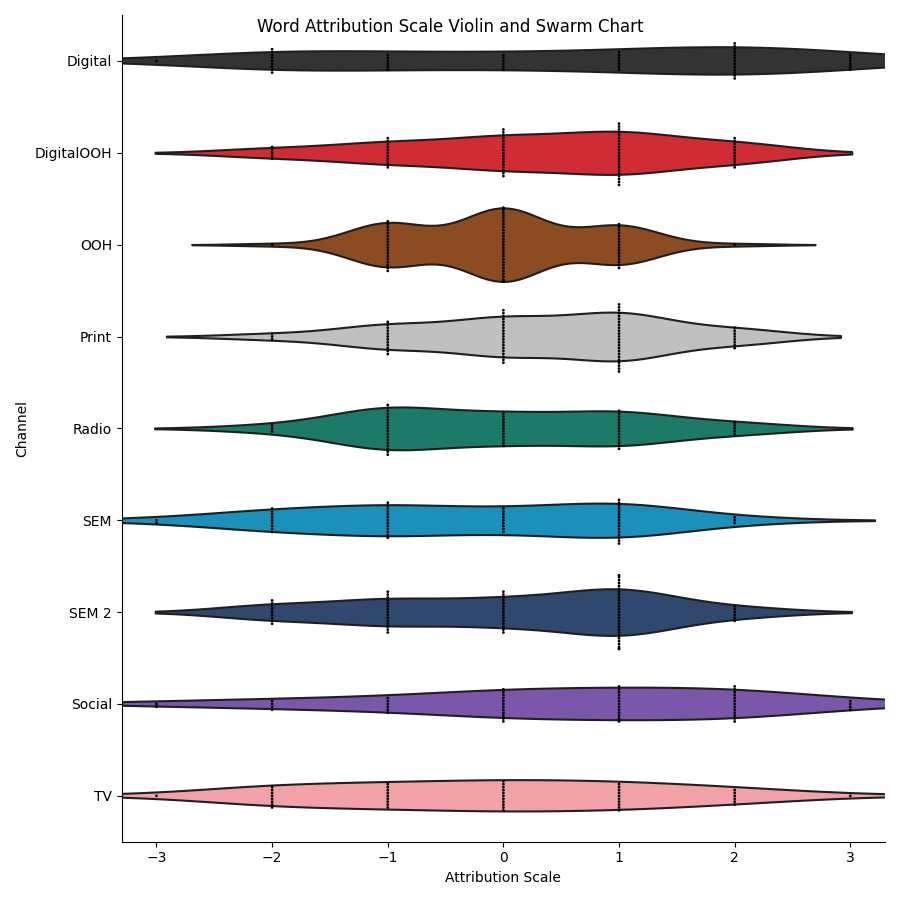 Word Attribution Scale Violin and Swarm Chart
Digital
DigitalOOH
OOH
Print
Radio
SEM
SEM 2
Social
TV
Channel
−3 −2 −1 0 1 2 3
Attribution Scale